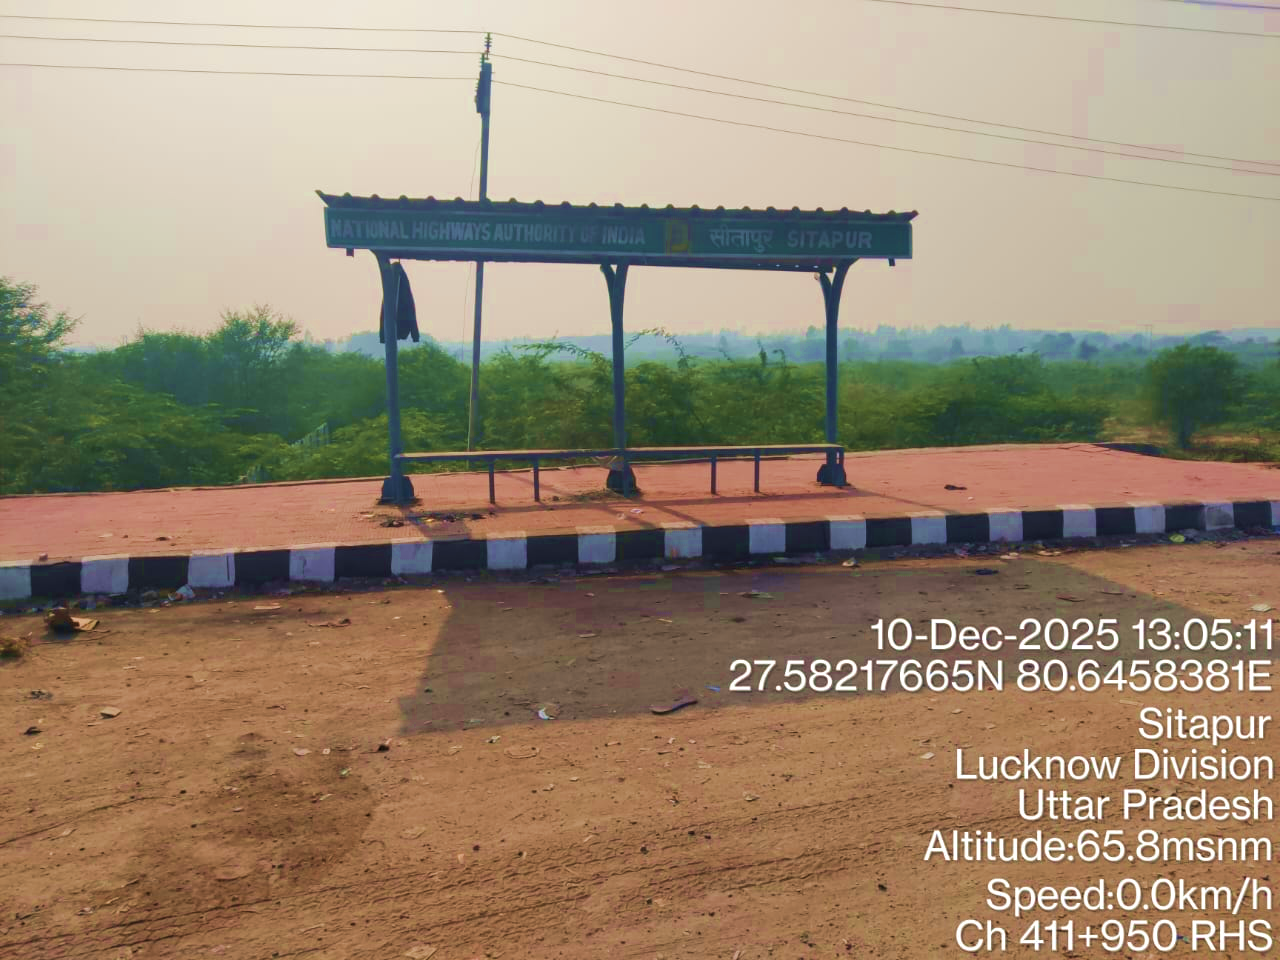 NATIONAL HIGHWAYS AUTHORITY OF INDIA सीतापुर SITAPUR
10-Dec-2025 13:05:11
27.58217665N 80.6458381E
Sitapur
Lucknow Division
Uttar Pradesh
Altitude:65.8msnm
Speed:0.0km/h
Ch 411+950 RHS